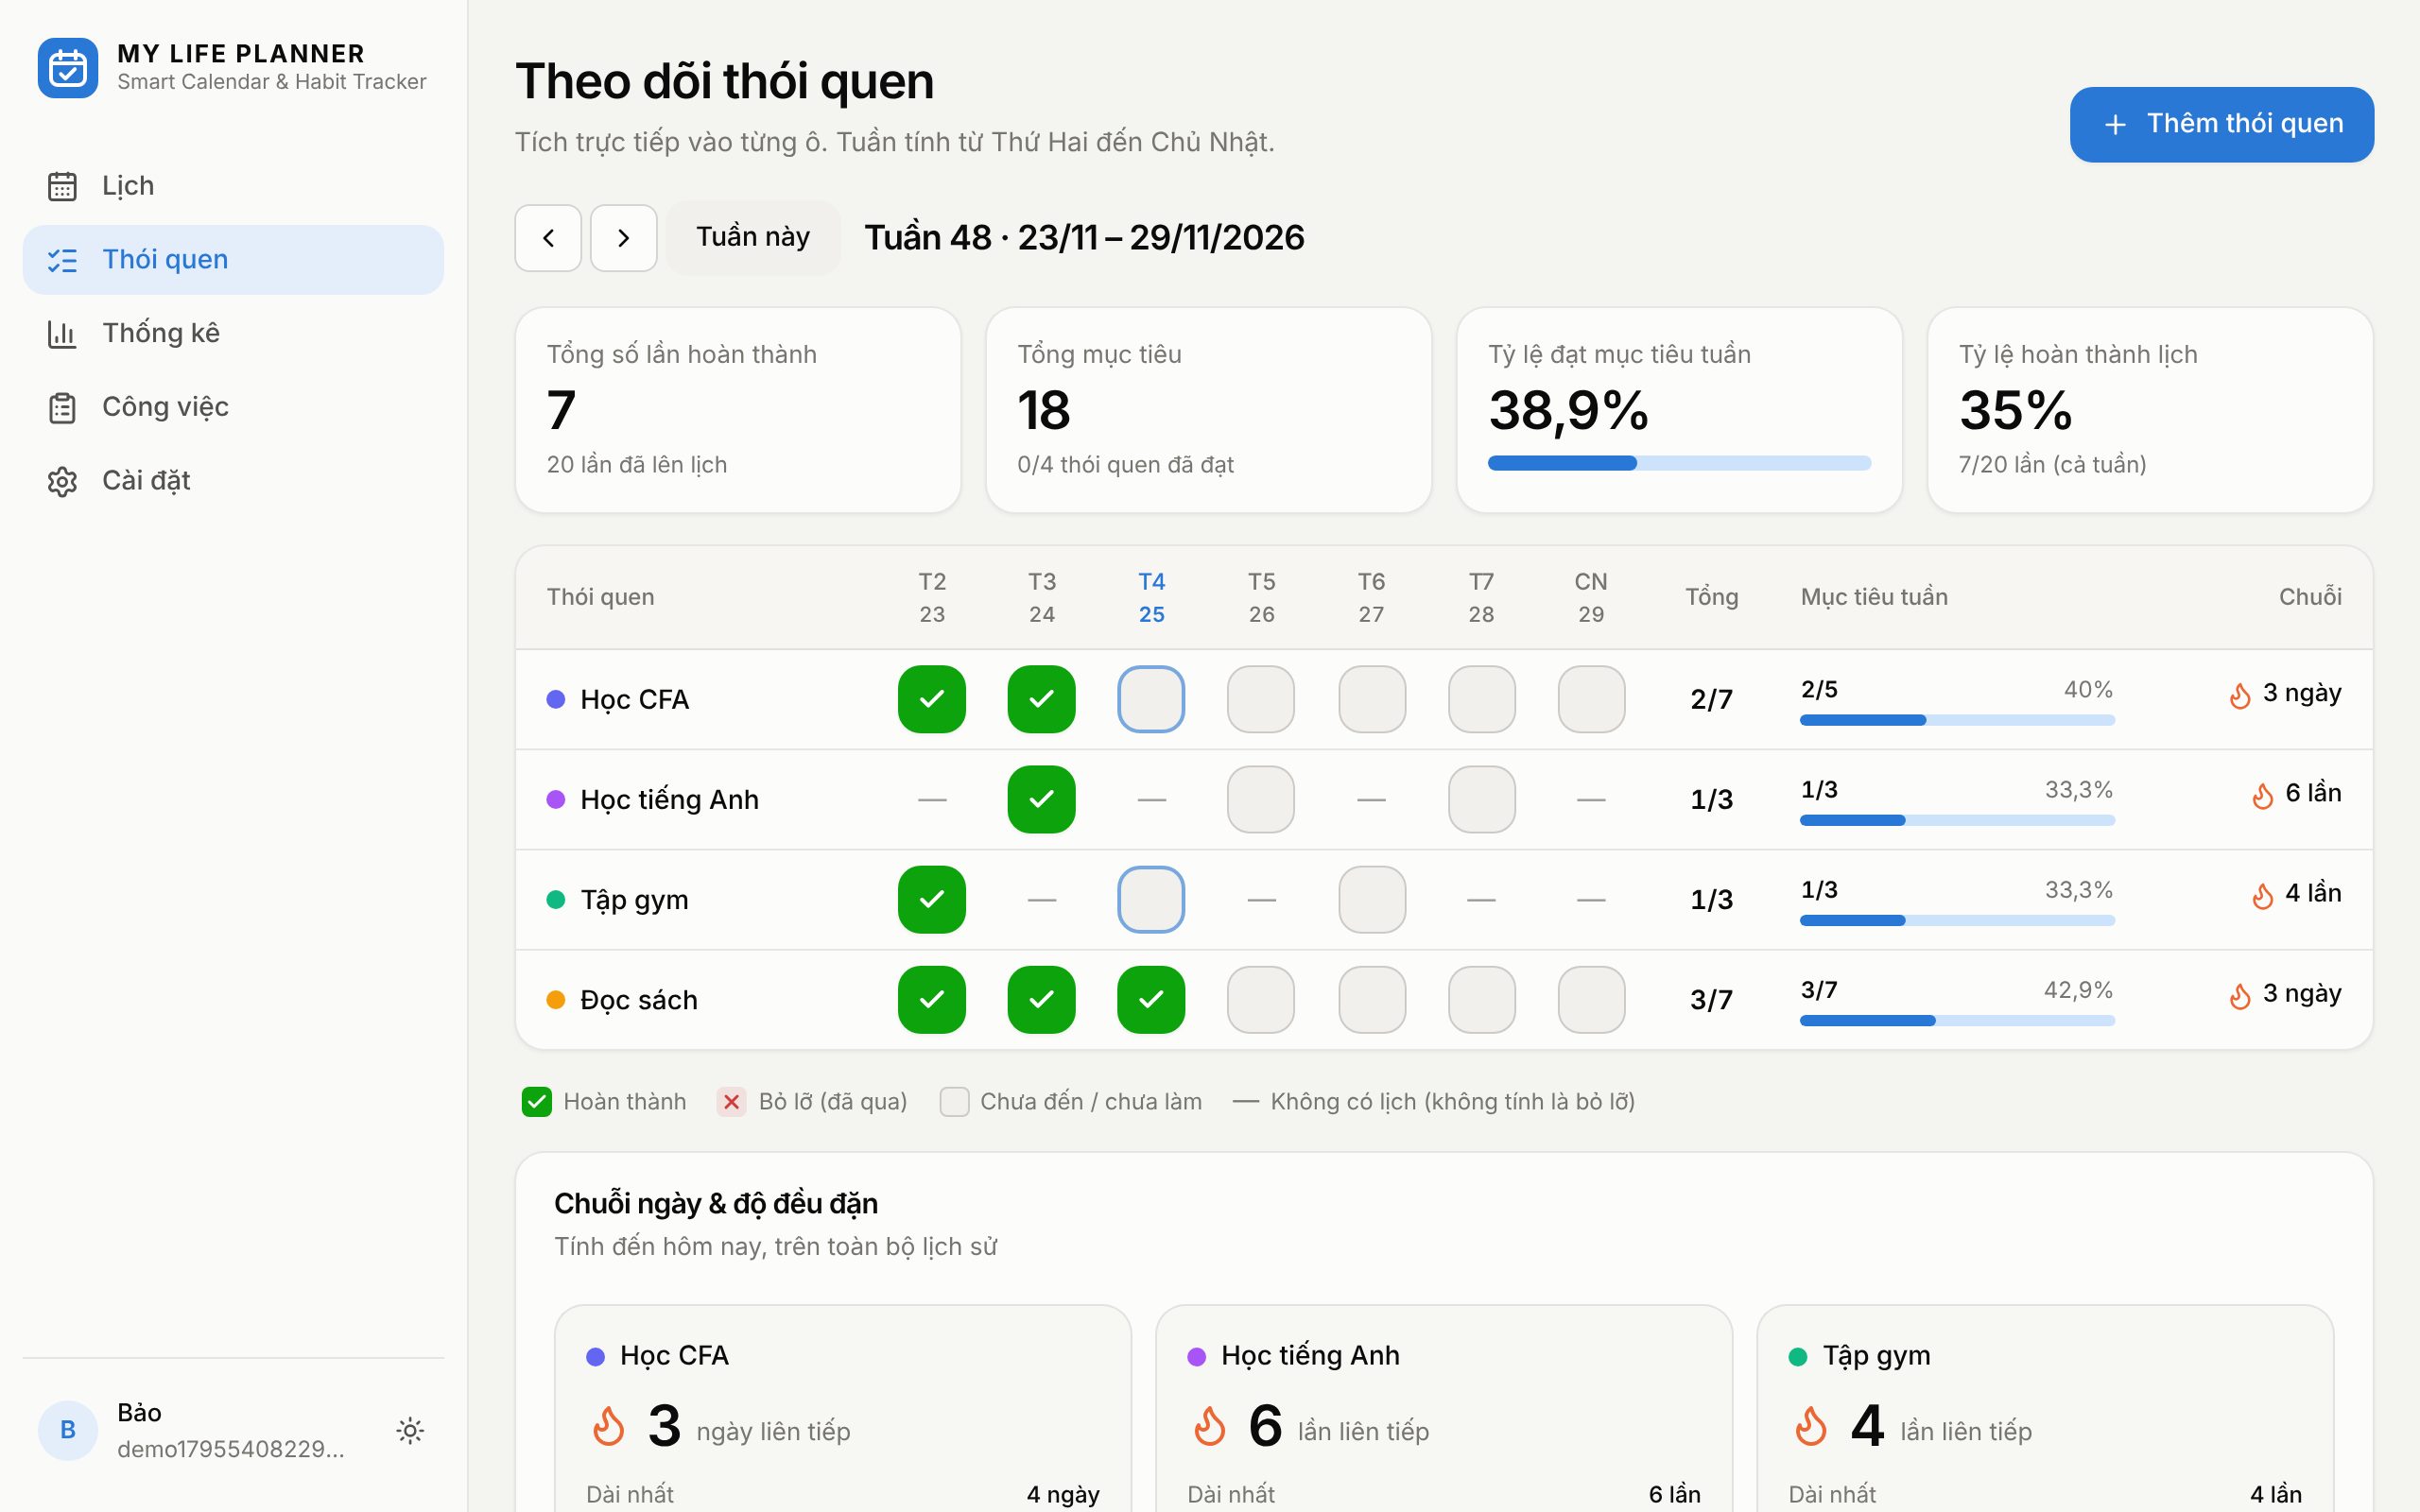 MY LIFE PLANNER
Smart Calendar & Habit Tracker
Lịch
Thói quen
Thống kê
Công việc
Cài đặt
B
Bảo
demo17955408229...
Theo dõi thói quen
Tích trực tiếp vào từng ô. Tuần tính từ Thứ Hai đến Chủ Nhật.
+ Thêm thói quen
Tuần này
Tuần 48 · 23/11 – 29/11/2026
Tổng số lần hoàn thành
7
20 lần đã lên lịch
Tổng mục tiêu
18
0/4 thói quen đã đạt
Tỷ lệ đạt mục tiêu tuần
38,9%
Tỷ lệ hoàn thành lịch
35%
7/20 lần (cả tuần)
Thói quen T2 23 T3 24 T4 25 T5 26 T6 27 T7 28 CN 29 Tổng Mục tiêu tuần Chuỗi
Học CFA 2/7 2/5 40% 3 ngày
Học tiếng Anh — — — — 1/3 1/3 33,3% 6 lần
Tập gym — — — — 1/3 1/3 33,3% 4 lần
Đọc sách 3/7 3/7 42,9% 3 ngày
Hoàn thành Bỏ lỡ (đã qua) Chưa đến / chưa làm — Không có lịch (không tính là bỏ lỡ)
Chuỗi ngày & độ đều đặn
Tính đến hôm nay, trên toàn bộ lịch sử
Học CFA
3 ngày liên tiếp
Dài nhất 4 ngày
Học tiếng Anh
6 lần liên tiếp
Dài nhất 6 lần
Tập gym
4 lần liên tiếp
Dài nhất 4 lần